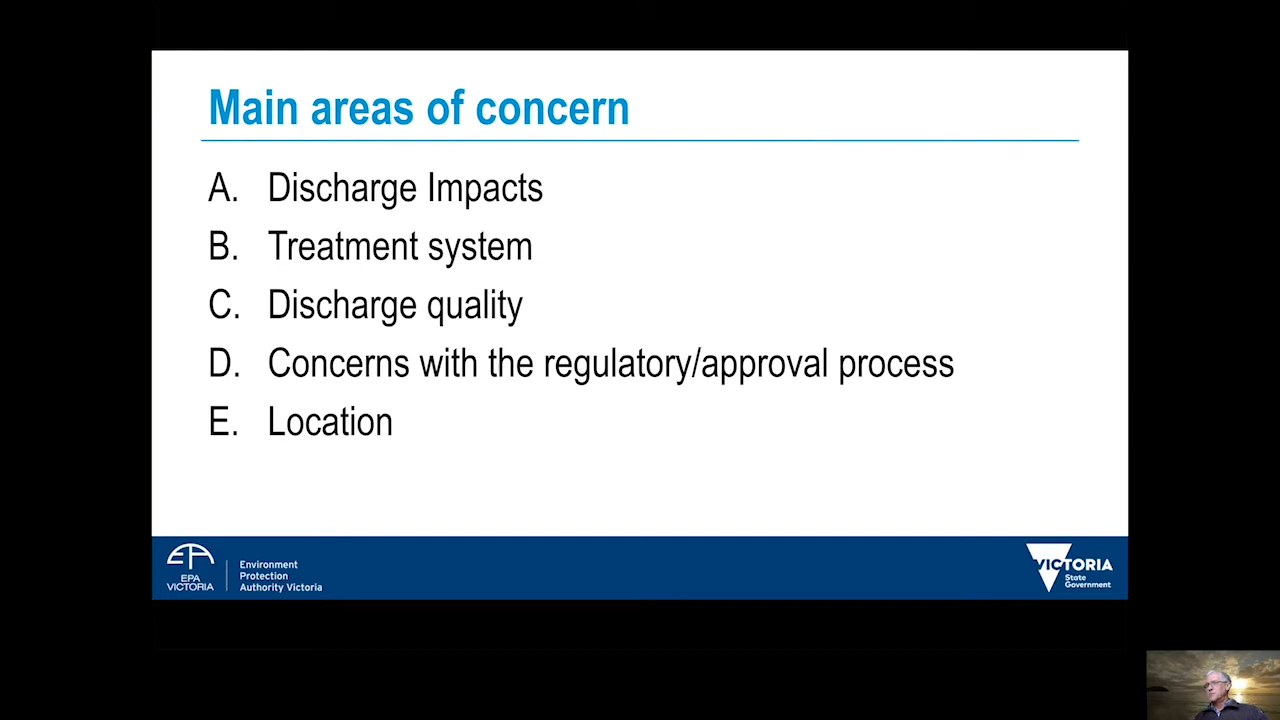 Main areas of concern
A. Discharge Impacts
B. Treatment system
C. Discharge quality
D. Concerns with the regulatory/approval process
E. Location
EPA
VICTORIA
Environment
Protection
Authority Victoria
VICTORIA
State
Government